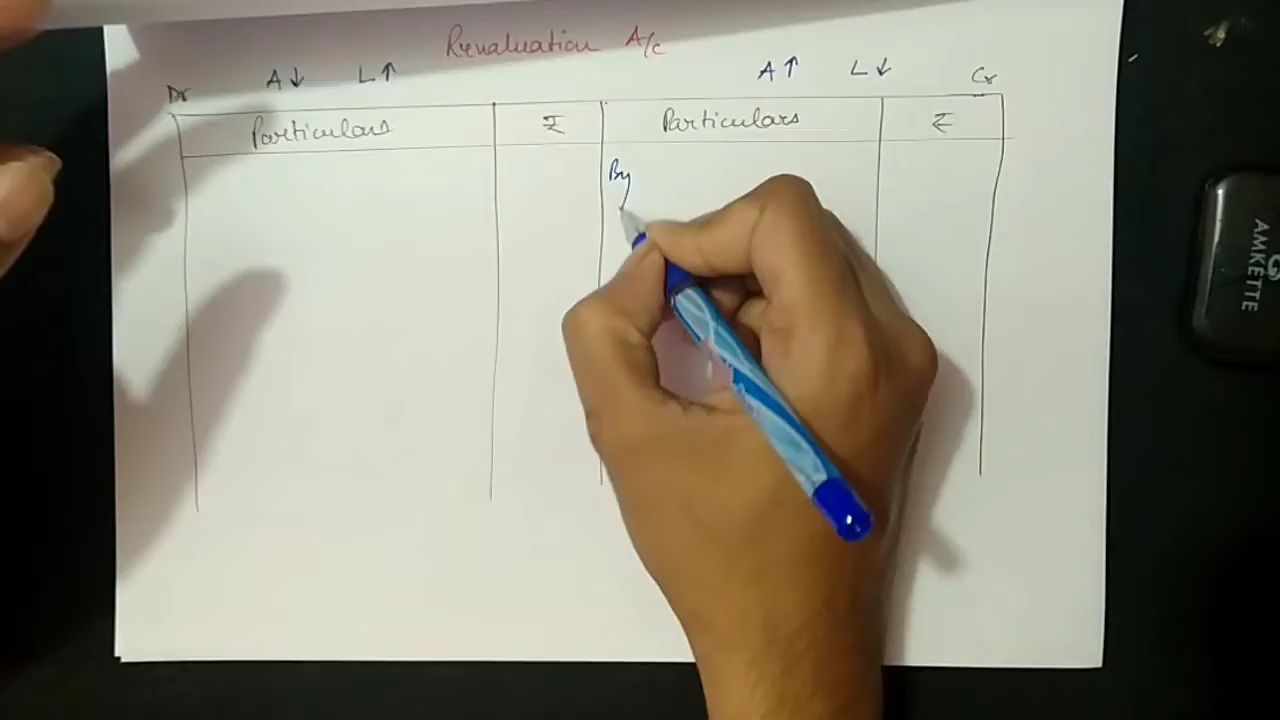 Revaluation A/c
Dr A↓ L↑ A↑ L↓ Cr
Particulars ₹ Particulars ₹
By
AMKETTE